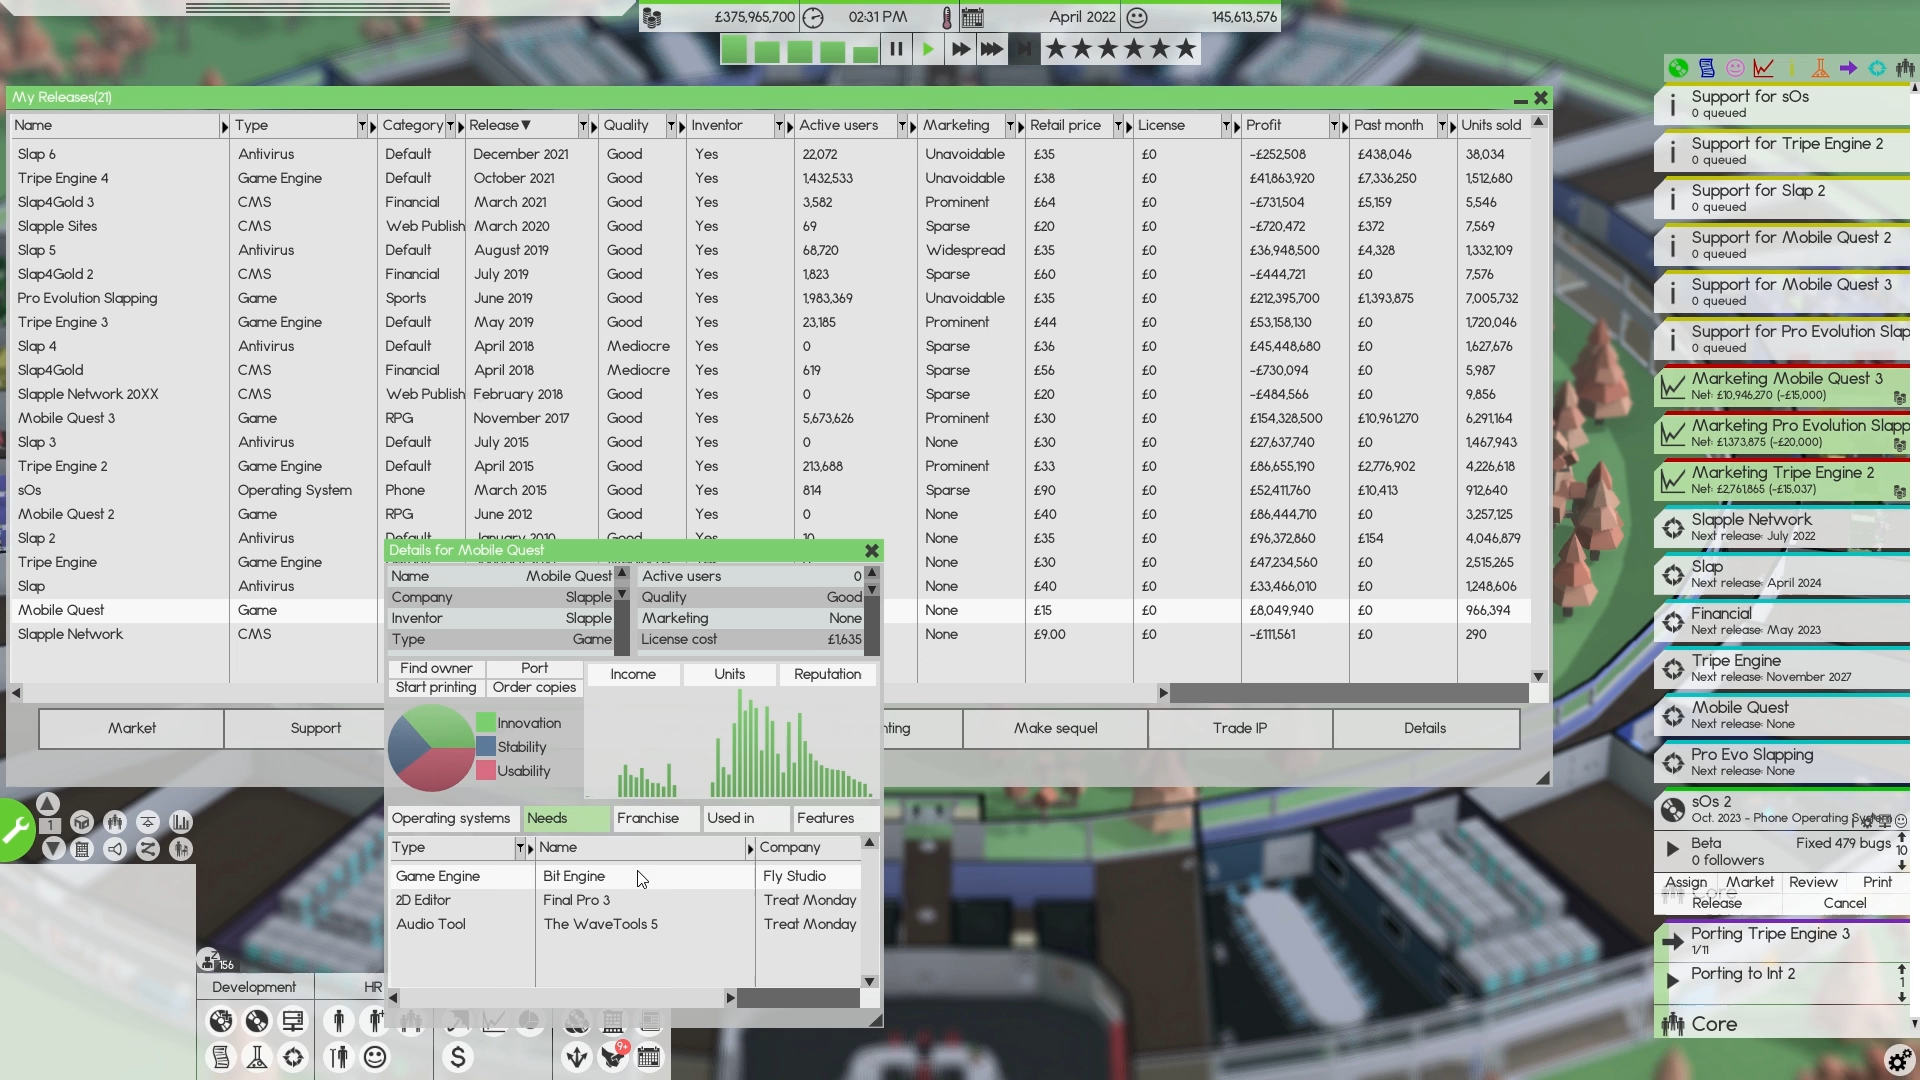 £375,965,700 02:31 PM April 2022 145,613,576
My Releases(21)
Name Type Category Release▼ Quality Inventor Active users Marketing Retail price License Profit Past month Units sold
Slap 6 Antivirus Default December 2021 Good Yes 22,072 Unavoidable £35 £0 -£252,508 £438,046 38,034
Tripe Engine 4 Game Engine Default October 2021 Good Yes 1,432,533 Unavoidable £38 £0 £41,863,920 £7,336,250 1,512,680
Slap4Gold 3 CMS Financial March 2021 Good Yes 3,582 Prominent £64 £0 -£731,504 £5,159 5,546
Slapple Sites CMS Web Publish March 2020 Good Yes 69 Sparse £20 £0 -£720,472 £372 7,569
Slap 5 Antivirus Default August 2019 Good Yes 68,720 Widespread £35 £0 £36,948,500 £4,328 1,332,109
Slap4Gold 2 CMS Financial July 2019 Good Yes 1,823 Sparse £60 £0 -£444,721 £0 7,576
Pro Evolution Slapping Game Sports June 2019 Good Yes 1,983,369 Unavoidable £35 £0 £212,395,700 £1,393,875 7,005,732
Tripe Engine 3 Game Engine Default May 2019 Good Yes 23,185 Prominent £44 £0 £53,158,130 £0 1,720,046
Slap 4 Antivirus Default April 2018 Mediocre Yes 0 Sparse £36 £0 £45,448,680 £0 1,627,676
Slap4Gold CMS Financial April 2018 Mediocre Yes 619 Sparse £56 £0 -£730,094 £0 5,987
Slapple Network 20XX CMS Web Publish February 2018 Good Yes 0 Sparse £20 £0 -£484,566 £0 9,856
Mobile Quest 3 Game RPG November 2017 Good Yes 5,673,626 Prominent £30 £0 £154,328,500 £10,961,270 6,291,164
Slap 3 Antivirus Default July 2015 Good Yes 0 None £30 £0 £27,637,740 £0 1,467,943
Tripe Engine 2 Game Engine Default April 2015 Good Yes 213,688 Prominent £33 £0 £86,655,190 £2,776,902 4,226,618
sOs Operating System Phone March 2015 Good Yes 814 Sparse £90 £0 £52,411,760 £10,413 912,640
Mobile Quest 2 Game RPG June 2012 Good Yes 0 None £40 £0 £86,444,710 £0 3,257,125
Slap 2 Antivirus Default January 2010 Good Yes 10 None £35 £0 £96,372,860 £154 4,046,879
Tripe Engine Game Engine None £30 £0 £47,234,560 £0 2,515,265
Slap Antivirus None £40 £0 £33,466,010 £0 1,248,606
Mobile Quest Game None £15 £0 £8,049,940 £0 966,394
Slapple Network CMS None £9.00 £0 -£111,561 £0 290
Market Support nting Make sequel Trade IP Details
Details for Mobile Quest
Name Mobile Quest Active users 0
Company Slapple Quality Good
Inventor Slapple Marketing None
Type Game License cost £1,635
Find owner Port Income Units Reputation
Start printing Order copies
Innovation
Stability
Usability
Operating systems Needs Franchise Used in Features
Type Name Company
Game Engine Bit Engine Fly Studio
2D Editor Final Pro 3 Treat Monday
Audio Tool The WaveTools 5 Treat Monday
1
156
Development HR
$
9+
Support for sOs
0 queued
Support for Tripe Engine 2
0 queued
Support for Slap 2
0 queued
Support for Mobile Quest 2
0 queued
Support for Mobile Quest 3
0 queued
Support for Pro Evolution Slap
0 queued
Marketing Mobile Quest 3
Net: £10,946,270 (-£15,000)
Marketing Pro Evolution Slapp
Net: £1,373,875 (-£20,000)
Marketing Tripe Engine 2
Net: £2,761,865 (-£15,037)
Slapple Network
Next release: July 2022
Slap
Next release: April 2024
Financial
Next release: May 2023
Tripe Engine
Next release: November 2027
Mobile Quest
Next release: None
Pro Evo Slapping
Next release: None
sOs 2
Oct. 2023 - Phone Operating System
Beta Fixed 479 bugs
0 followers 10
Assign Market Review Print
Release Cancel
Porting Tripe Engine 3
1/11
Porting to Int 2
1
Core